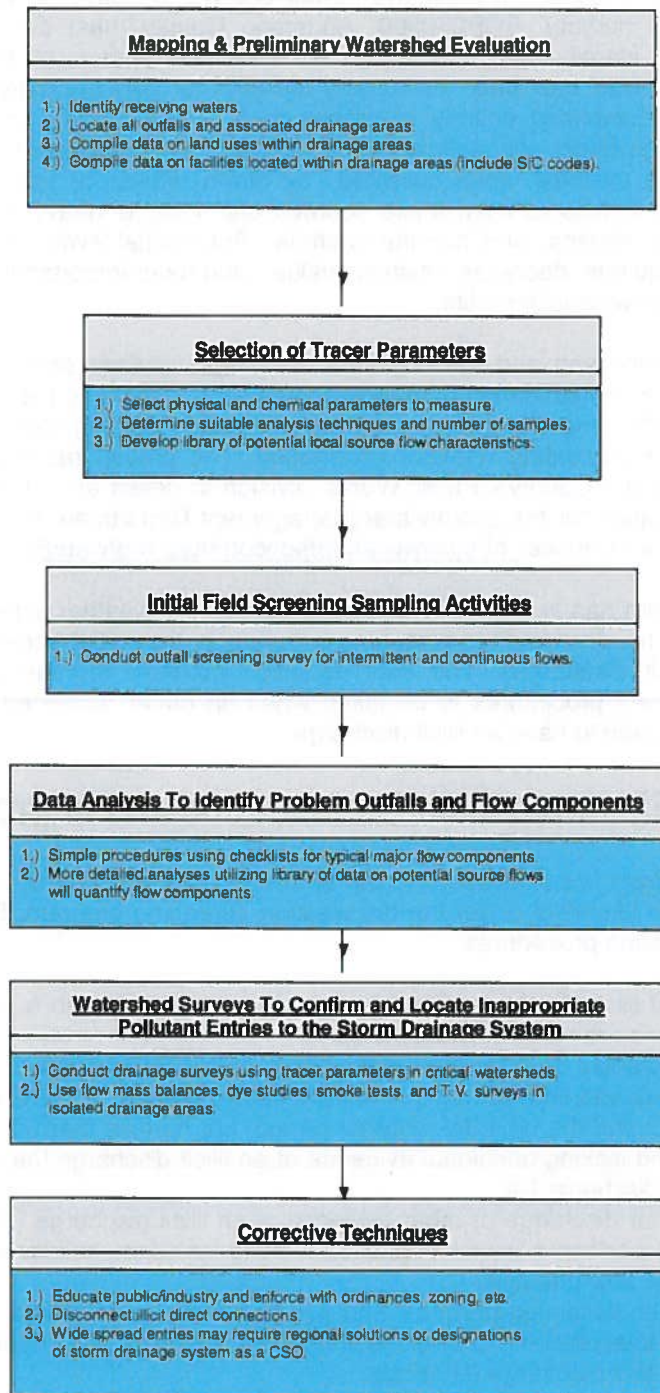 Mapping & Preliminary Watershed Evaluation
1.) Identify receiving waters.
2.) Locate all outfalls and associated drainage areas.
3.) Compile data on land uses within drainage areas.
4.) Compile data on facilities located within drainage areas (include SIC codes).
Selection of Tracer Parameters
1.) Select physical and chemical parameters to measure.
2.) Determine suitable analysis techniques and number of samples.
3.) Develop library of potential local source flow characteristics.
Initial Field Screening Sampling Activities
1.) Conduct outfall screening survey for intermittent and continuous flows.
Data Analysis To Identify Problem Outfalls and Flow Components
1.) Simple procedures using checklists for typical major flow components.
2.) More detailed analyses utilizing library of data on potential source flows
will quantify flow components.
Watershed Surveys To Confirm and Locate Inappropriate
Pollutant Entries to the Storm Drainage System
1.) Conduct drainage surveys using tracer parameters in critical watersheds.
2.) Use flow mass balances, dye studies, smoke tests, and T.V. surveys in
isolated drainage areas.
Corrective Techniques
1.) Educate public/industry and enforce with ordinances, zoning, etc.
2.) Disconnect illicit direct connections.
3.) Wide spread entries may require regional solutions or designations
of storm drainage system as a CSO.